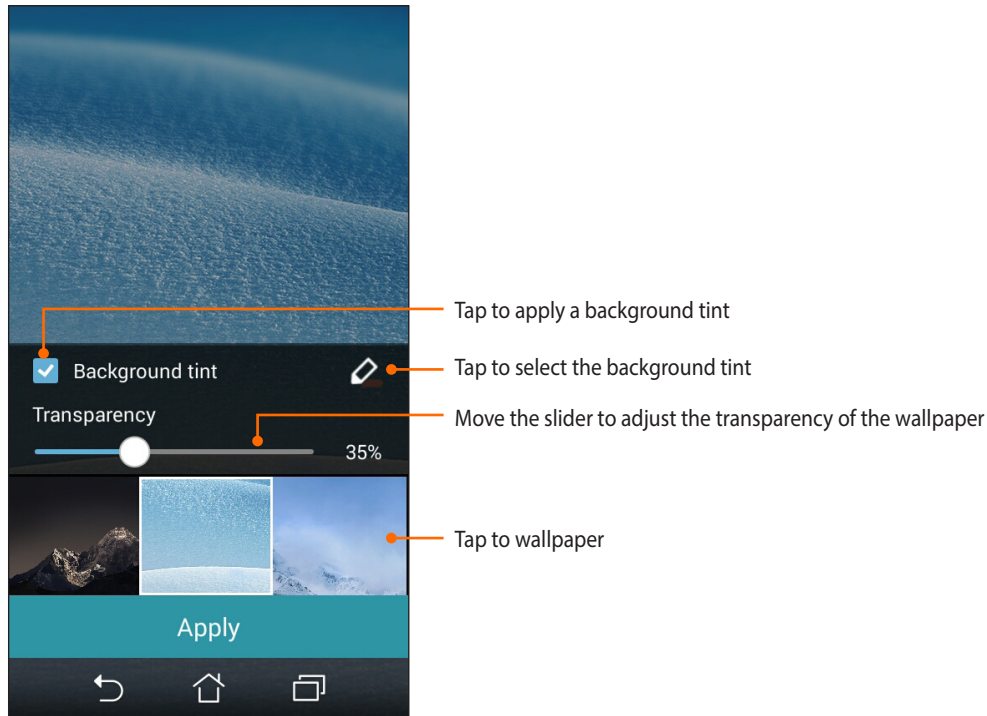 Tap to apply a background tint
Background tint
Tap to select the background tint
Transparency
Move the slider to adjust the transparency of the wallpaper
35%
Tap to wallpaper
Apply